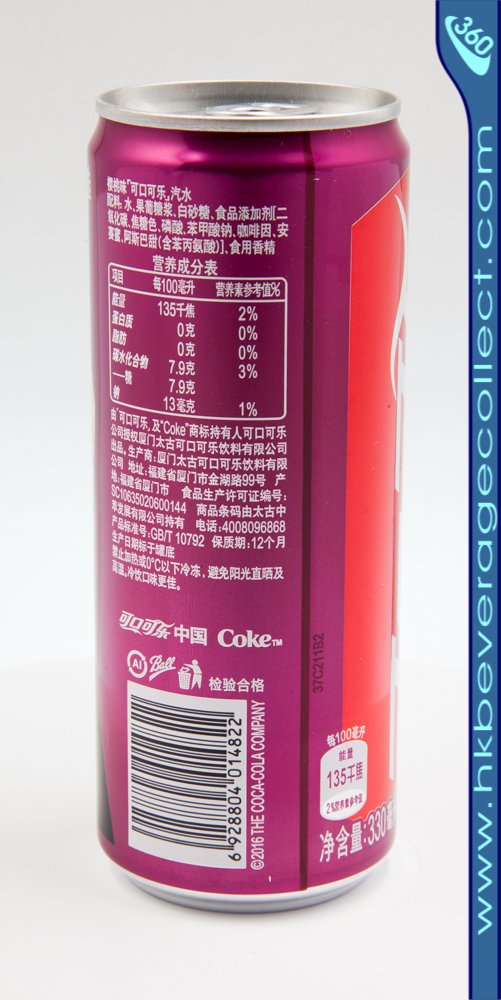 樱桃味"可口可乐"汽水
配料: 水、果葡糖浆、白砂糖、食品添加剂[二
氧化碳、焦糖色、磷酸、苯甲酸钠、咖啡因、安
赛蜜、阿斯巴甜(含苯丙氨酸)]、食用香精
营养成分表
项目 每100毫升 营养素参考值%
能量 135千焦 2%
蛋白质 0克 0%
脂肪 0克 0%
碳水化合物 7.9克 3%
——糖 7.9克
钠 13毫克 1%
由"可口可乐"及"Coke"商标持有人可口可乐
公司授权厦门太古可口可乐饮料有限公司
出品。生产商: 厦门太古可口可乐饮料有限
公司 地址: 福建省厦门市金湖路99号 产
地: 福建省厦门市 食品生产许可证编号:
SC10635020600144 商品条码由太古中
萃发展有限公司持有 电话: 4008096868
产品标准号: GB/T 10792 保质期: 12个月
生产日期标于罐底
禁止加热或0°C以下冷冻, 避免阳光直晒及
高温。冷饮口味更佳。
可口可乐中国 Coke™
Al Ball 检验合格
6 928804 014822
©2016 THE COCA-COLA COMPANY
37C211B2
每100毫升
能量
135千焦
2%营养素参考值
净含量:330毫
360
www.hkbeveragecollect.com